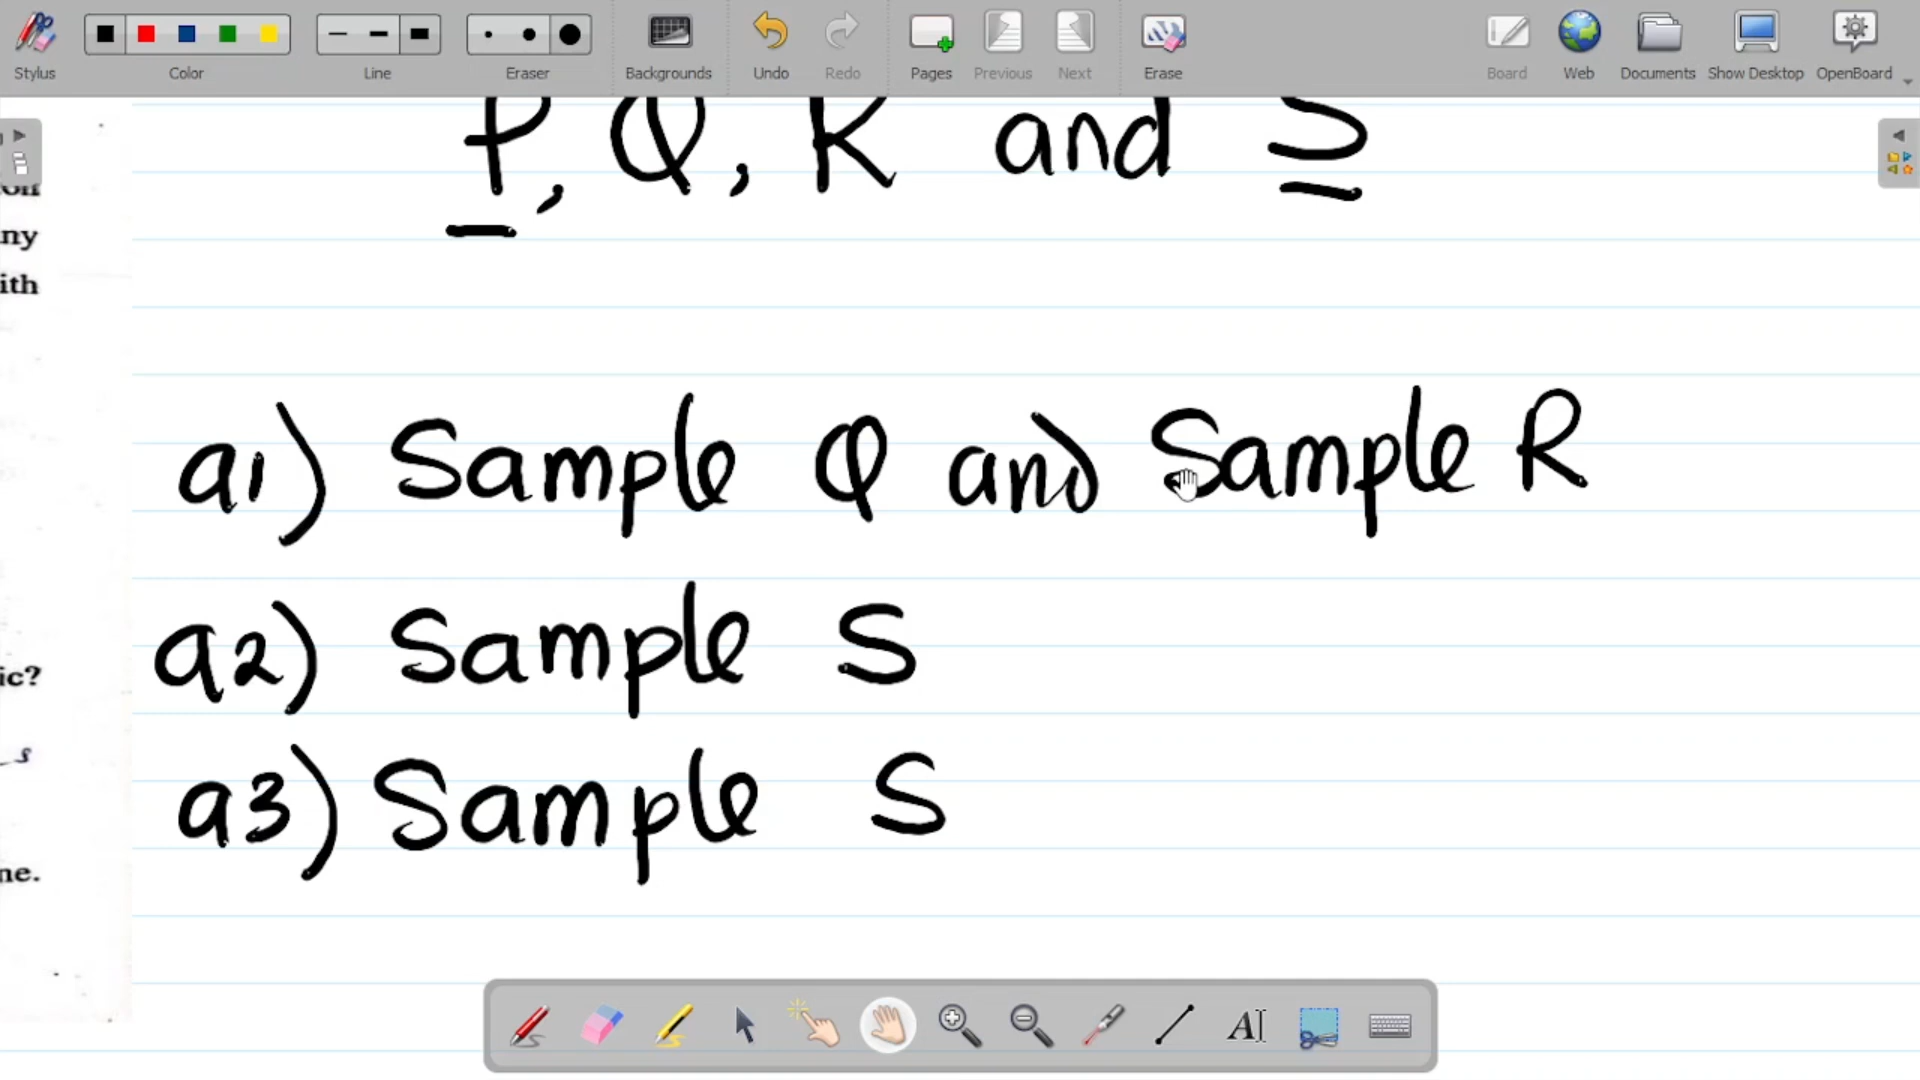 Stylus Color Line Eraser Backgrounds Undo Redo Pages Previous Next Erase Board Web Documents Show Desktop OpenBoard
P, Q, R and S
ny
ith
a1) Sample Q and Sample R
a2) Sample S
ic?
s
a3) Sample S
ne.